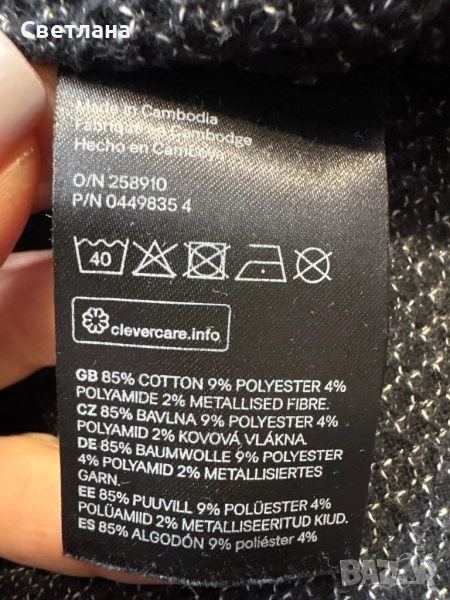 Светлана
Made in Cambodia
Fabriqué au Cambodge
Hecho en Camboya
O/N 258910
P/N 0449835 4
40
clevercare.info
GB 85% COTTON 9% POLYESTER 4%
POLYAMIDE 2% METALLISED FIBRE.
CZ 85% BAVLNA 9% POLYESTER 4%
POLYAMID 2% KOVOVÁ VLÁKNA.
DE 85% BAUMWOLLE 9% POLYESTER
4% POLYAMID 2% METALLISIERTES
GARN.
EE 85% PUUVILL 9% POLÜESTER 4%
POLÜAMIID 2% METALLISEERITUD KIUD.
ES 85% ALGODÓN 9% poliéster 4%
BAZAR